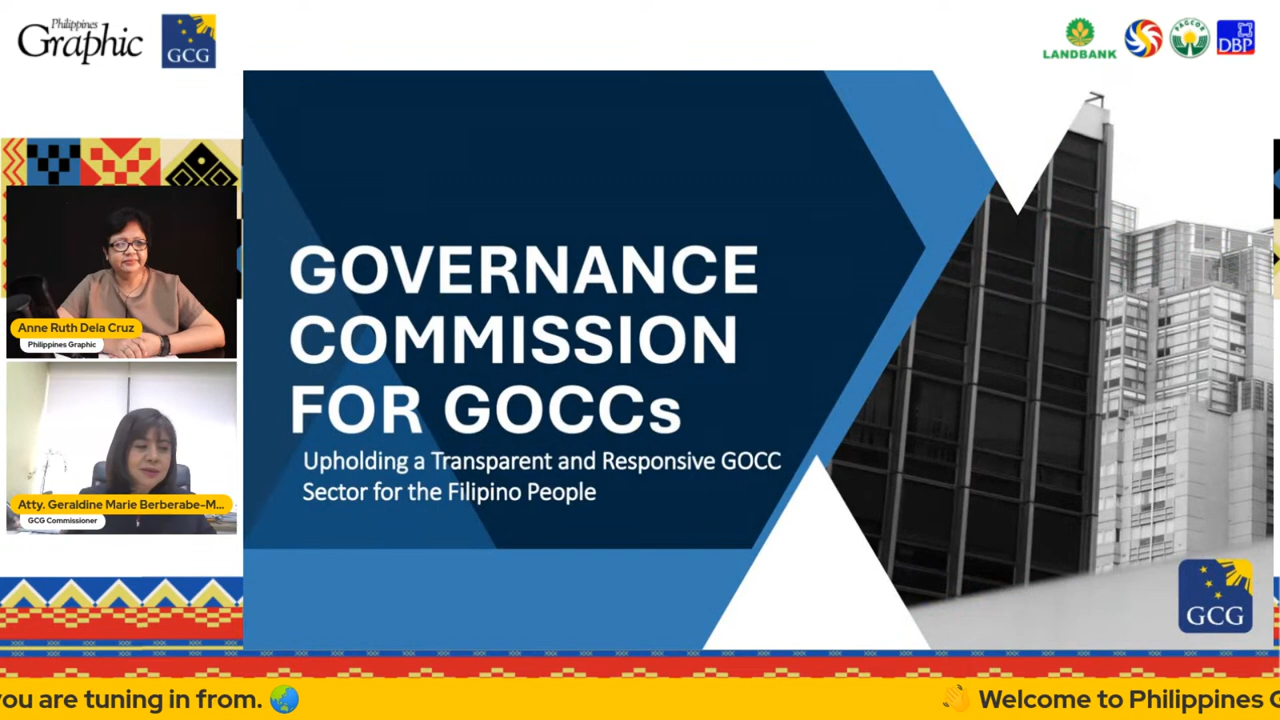 Philippines
Graphic
GCG
LANDBANK
PAGCOR
DBP
GOVERNANCE
COMMISSION
FOR GOCCs
Upholding a Transparent and Responsive GOCC
Sector for the Filipino People
Anne Ruth Dela Cruz
Philippines Graphic
Atty. Geraldine Marie Berberabe-M...
GCG Commissioner
GCG
you are tuning in from. 🌏
👋 Welcome to Philippines G